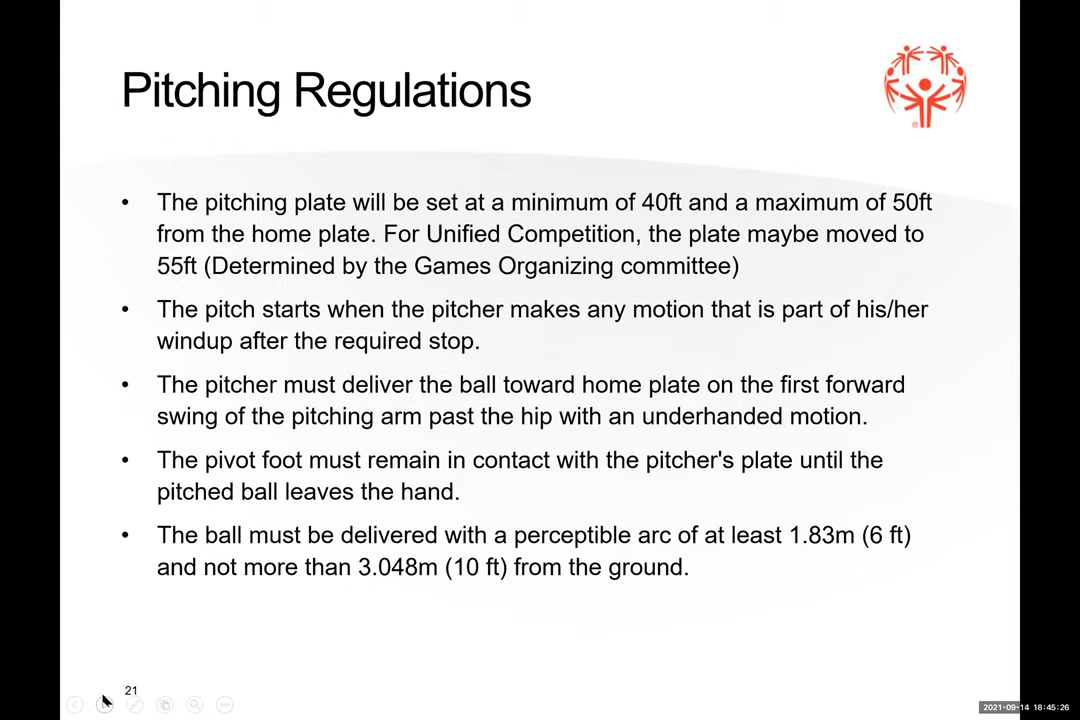 Pitching Regulations
®
• The pitching plate will be set at a minimum of 40ft and a maximum of 50ft
from the home plate. For Unified Competition, the plate maybe moved to
55ft (Determined by the Games Organizing committee)
• The pitch starts when the pitcher makes any motion that is part of his/her
windup after the required stop.
• The pitcher must deliver the ball toward home plate on the first forward
swing of the pitching arm past the hip with an underhanded motion.
• The pivot foot must remain in contact with the pitcher's plate until the
pitched ball leaves the hand.
• The ball must be delivered with a perceptible arc of at least 1.83m (6 ft)
and not more than 3.048m (10 ft) from the ground.
21
2021-09-14 18:45:26